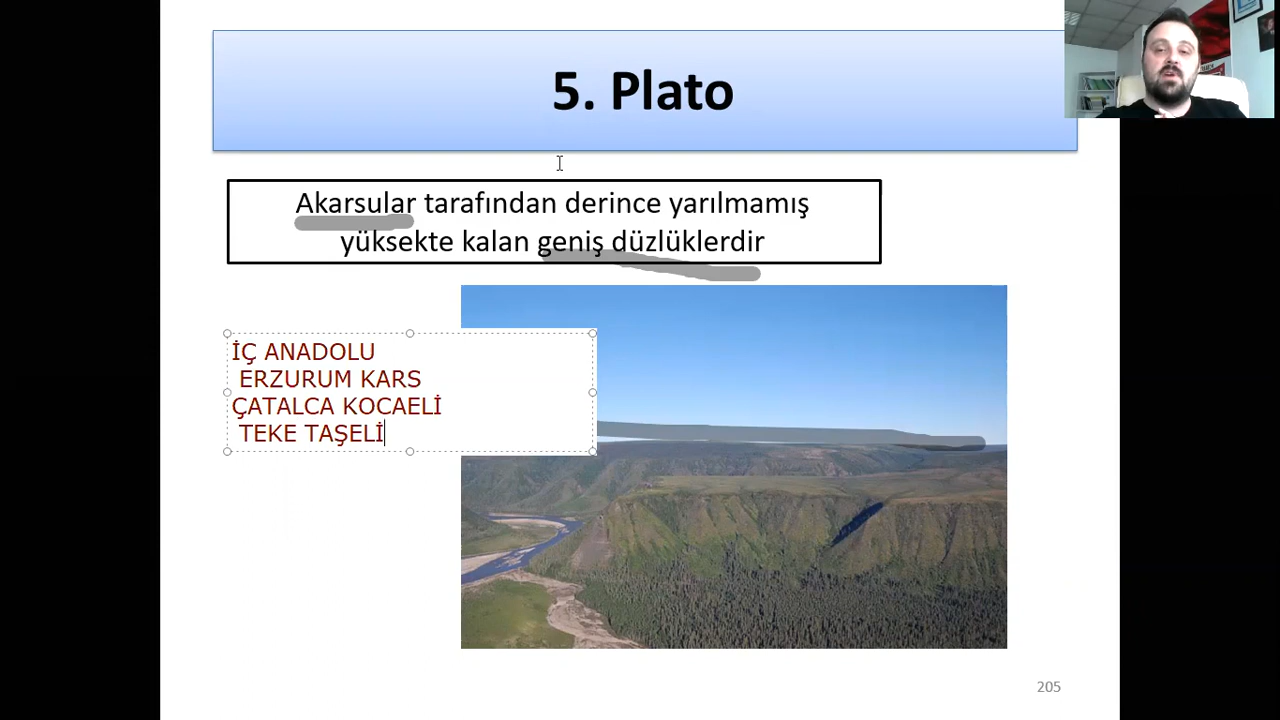 5. Plato
Akarsular tarafından derince yarılmamış
yüksekte kalan geniş düzlüklerdir
İÇ ANADOLU
ERZURUM KARS
ÇATALCA KOCAELİ
TEKE TAŞELİ
205